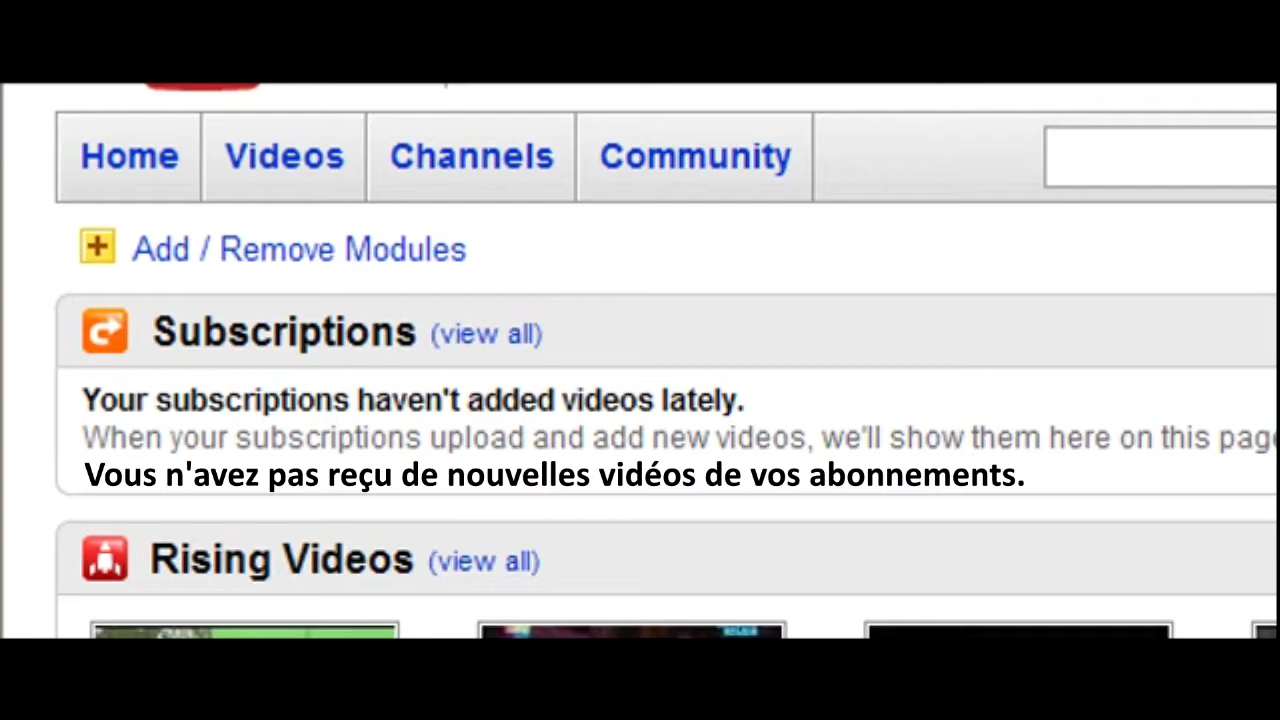 Home Videos Channels Community
Add / Remove Modules
Subscriptions (view all)
Your subscriptions haven't added videos lately.
When your subscriptions upload and add new videos, we'll show them here on this page
Vous n'avez pas reçu de nouvelles vidéos de vos abonnements.
Rising Videos (view all)